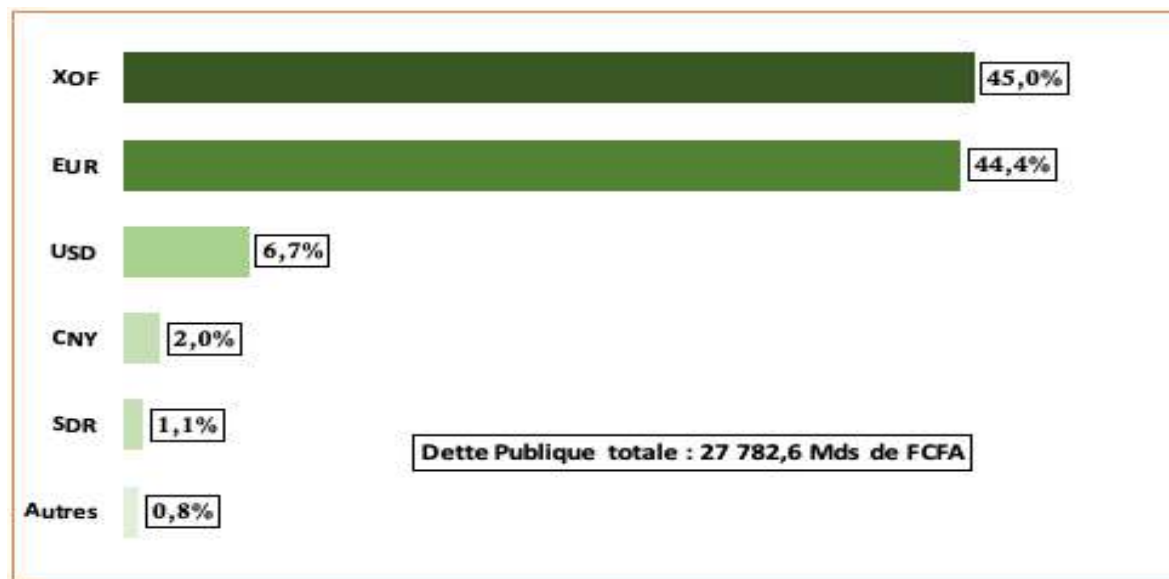 XOF 45,0%
EUR 44,4%
USD 6,7%
CNY 2,0%
SDR 1,1%
Dette Publique totale : 27 782,6 Mds de FCFA
Autres 0,8%